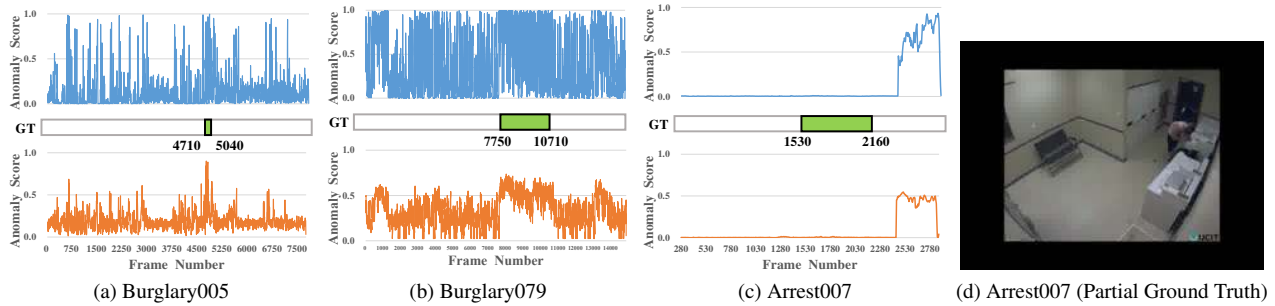 Anomaly Score
1.0
0.5
0.0
GT
4710 5040
Anomaly Score
1.0
0.5
0.0
0 750 1500 2250 3000 3750 4500 5250 6000 6750 7500
Frame Number
(a) Burglary005
Anomaly Score
1.0
0.5
0.0
GT
7750 10710
Anomaly Score
1.0
0.5
0.0
0 1000 2000 3000 4000 5000 6000 7000 8000 9000 10000 11000 12000 13000 14000
Frame Number
(b) Burglary079
Anomaly Score
1.0
0.5
0.0
GT
1530 2160
Anomaly Score
1.0
0.5
0.0
280 530 780 1030 1280 1530 1780 2030 2280 2530 2780
Frame Number
(c) Arrest007
UCIT
(d) Arrest007 (Partial Ground Truth)